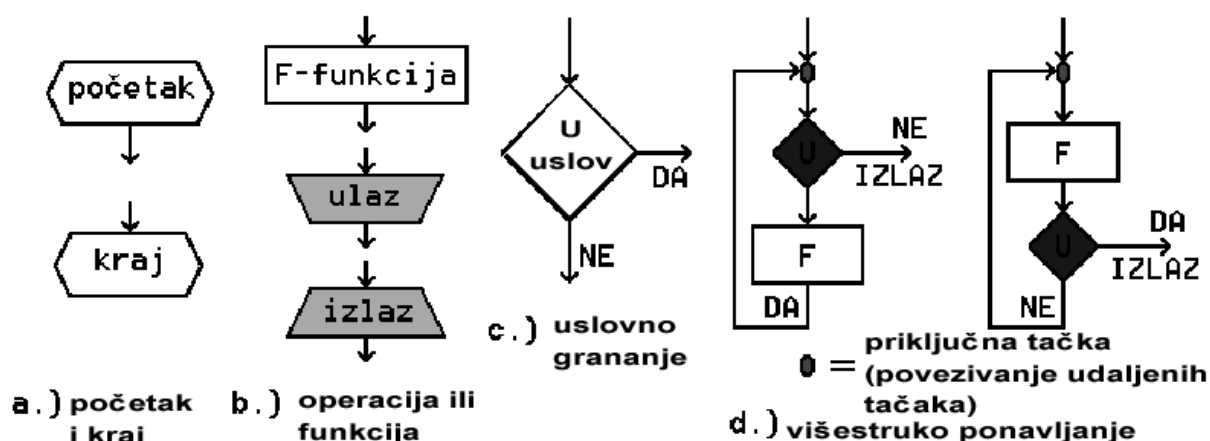 početak
kraj
a.) početak
i kraj
F-funkcija
ulaz
izlaz
b.) operacija ili
funkcija
U
uslov
DA
NE
c.) uslovno
grananje
U
NE
IZLAZ
F
DA
F
U
DA
IZLAZ
NE
= priključna tačka
(povezivanje udaljenih
tačaka)
d.) višestruko ponavljanje